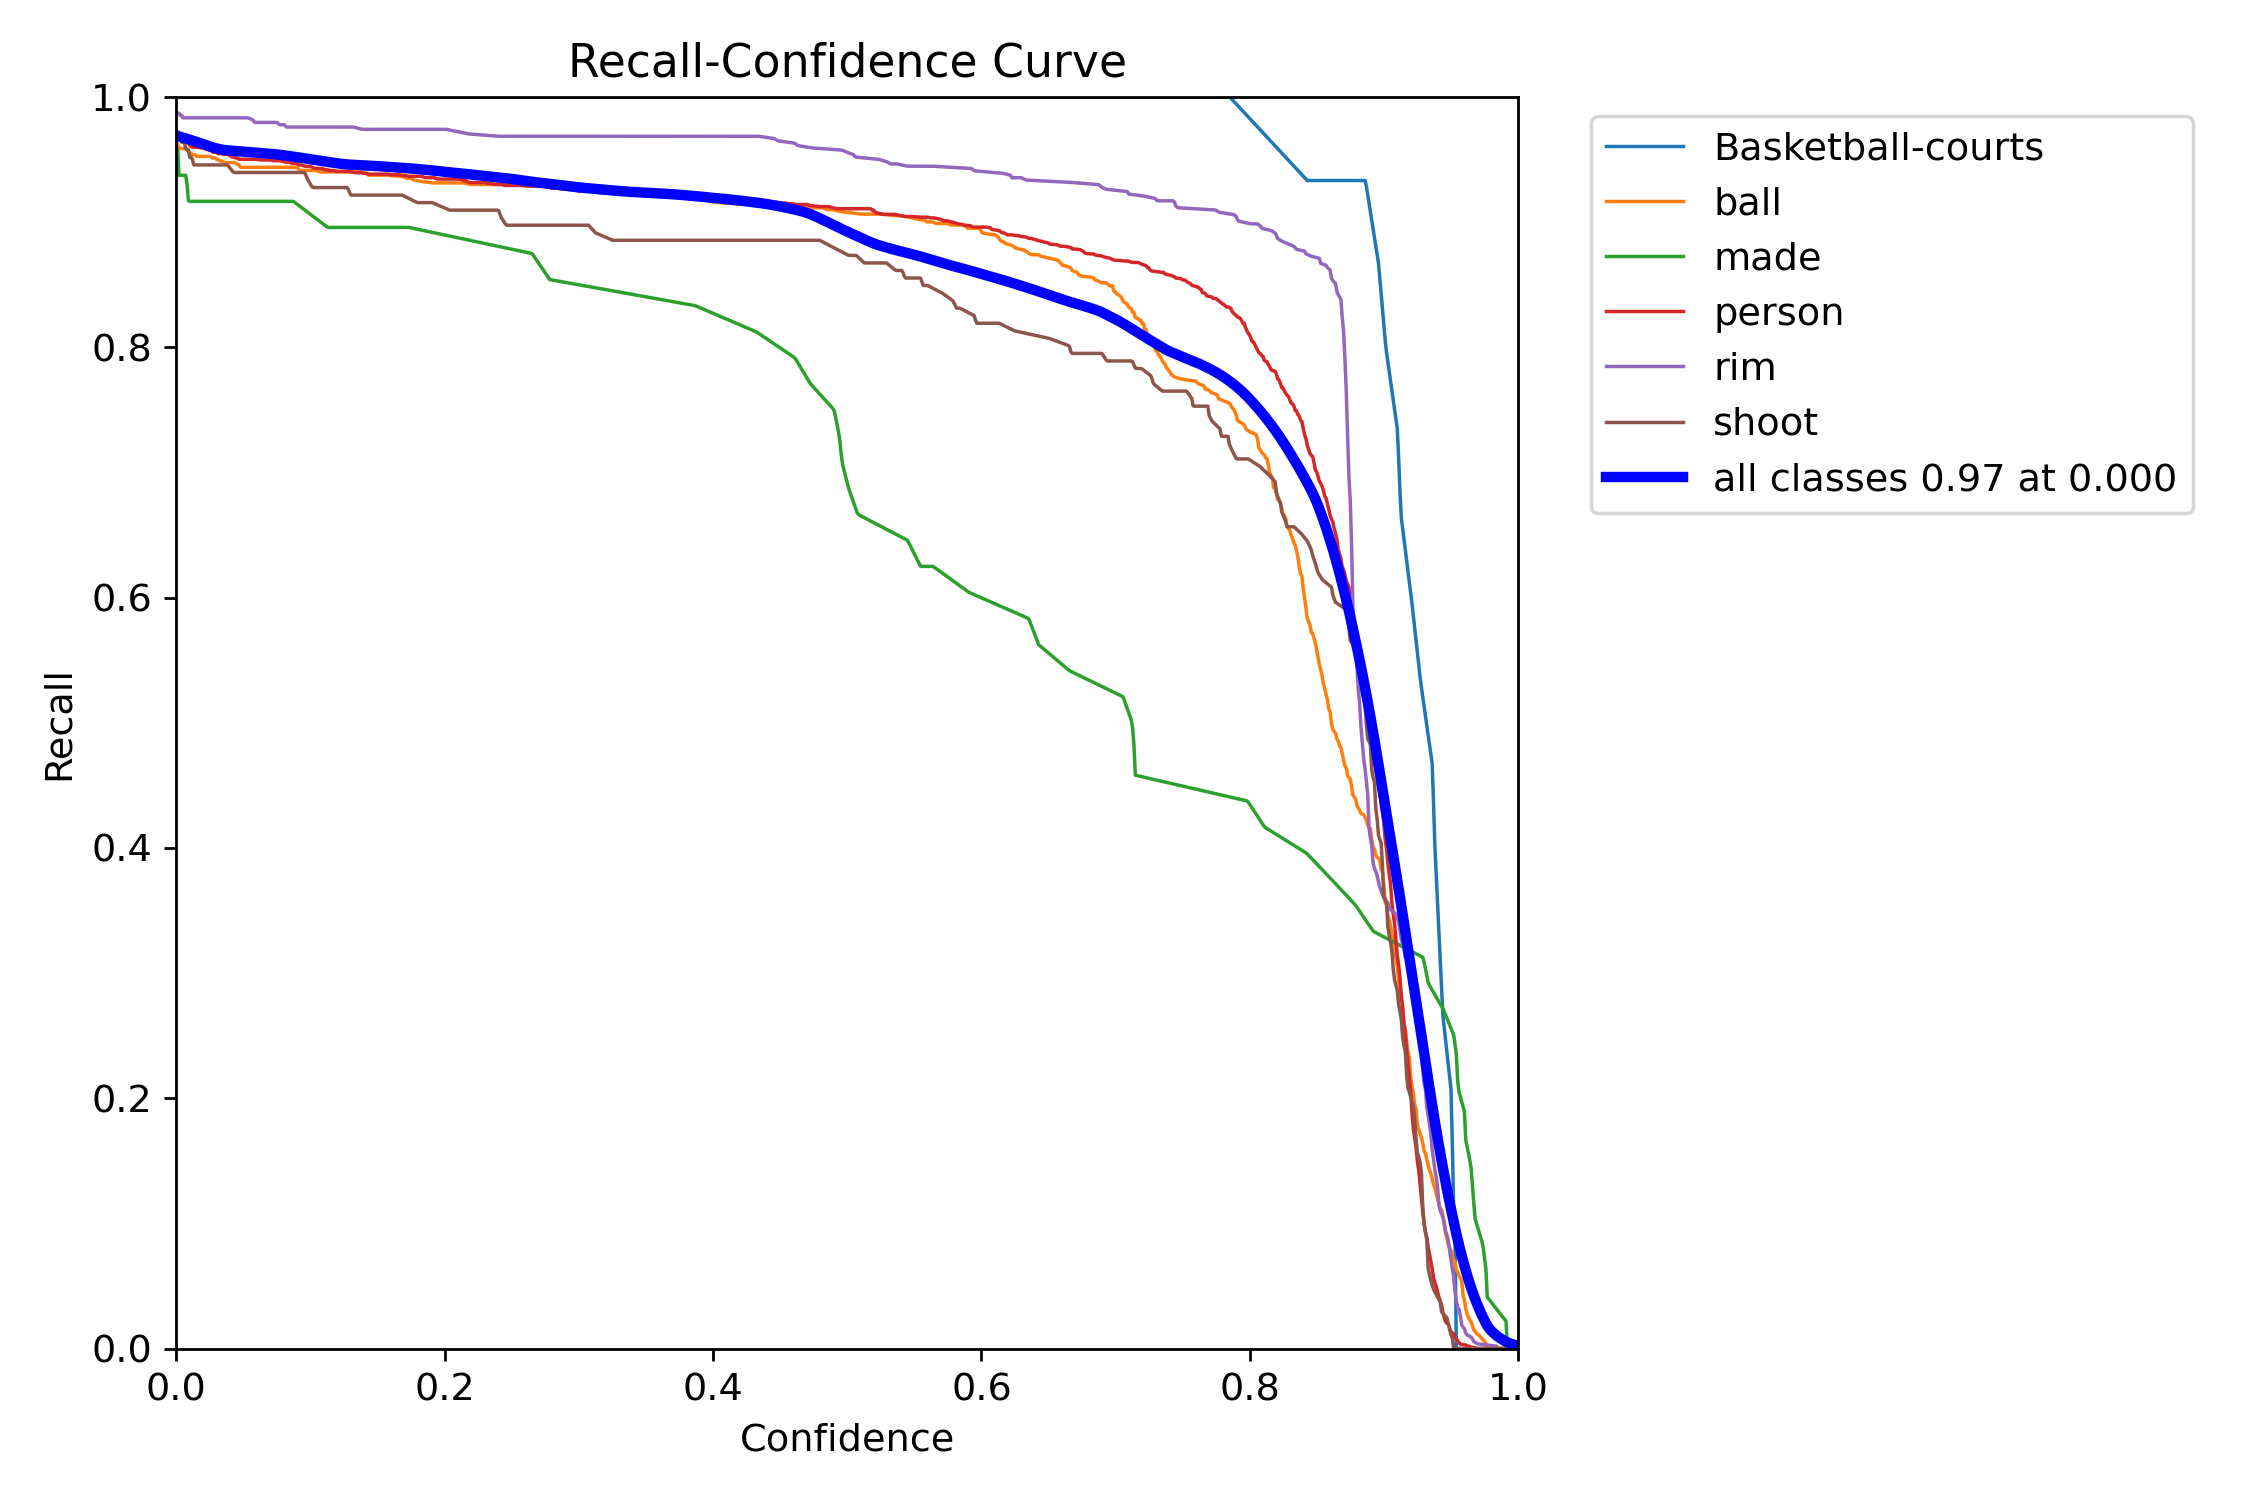 Recall-Confidence Curve
1.0
0.8
0.6
0.4
0.2
0.0
Recall
0.0 0.2 0.4 0.6 0.8 1.0
Confidence
Basketball-courts
ball
made
person
rim
shoot
all classes 0.97 at 0.000